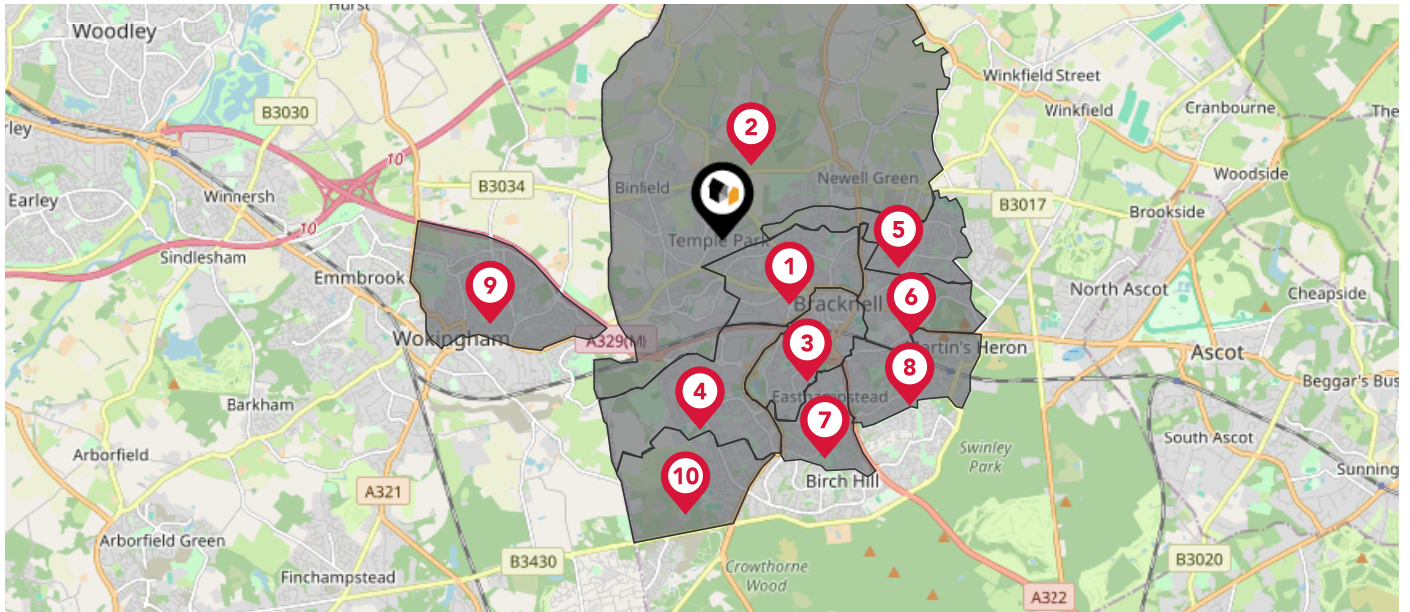 Hurst
Woodley
Winkfield Street
B3030
Winkfield
Cranbourne
The
rley
2
10
Woodside
B3034
Binfield
Newell Green
Earley
Winnersh
B3017
Brookside
10
5
Temple Park
Sindlesham
1
Emmbrook
9
6
North Ascot
Cheapside
Bracknell
Wokingham
A329(M)
3
Martin's Heron
Ascot
8
Beggar's Bus
4
Easthampstead
Barkham
7
South Ascot
Arborfield
Swinley
Park
10
Birch Hill
Sunning
A321
Arborfield Green
B3430
B3020
Crowthorne
Wood
Finchampstead
A322